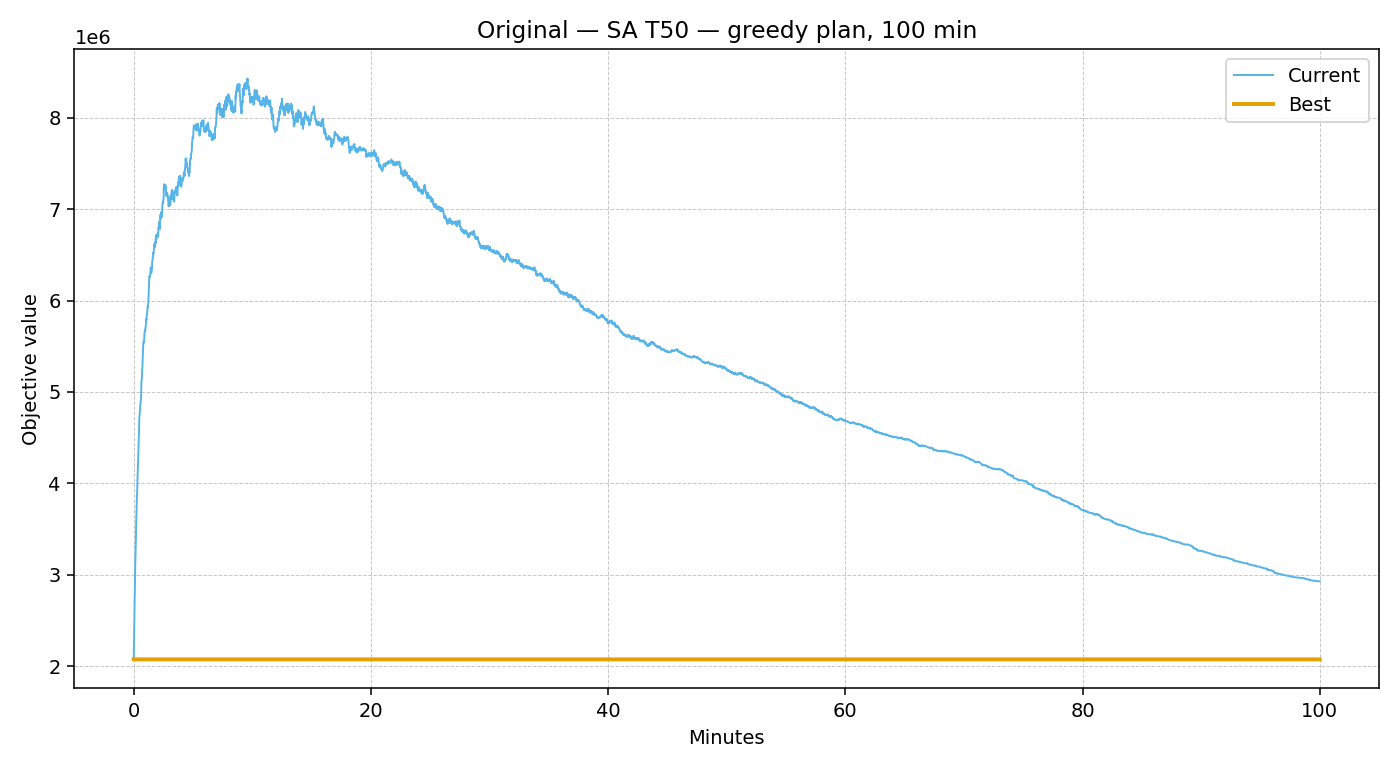 Original — SA T50 — greedy plan, 100 min
1e6
Current
Best
8
7
6
5
4
3
2
Objective value
0 20 40 60 80 100
Minutes